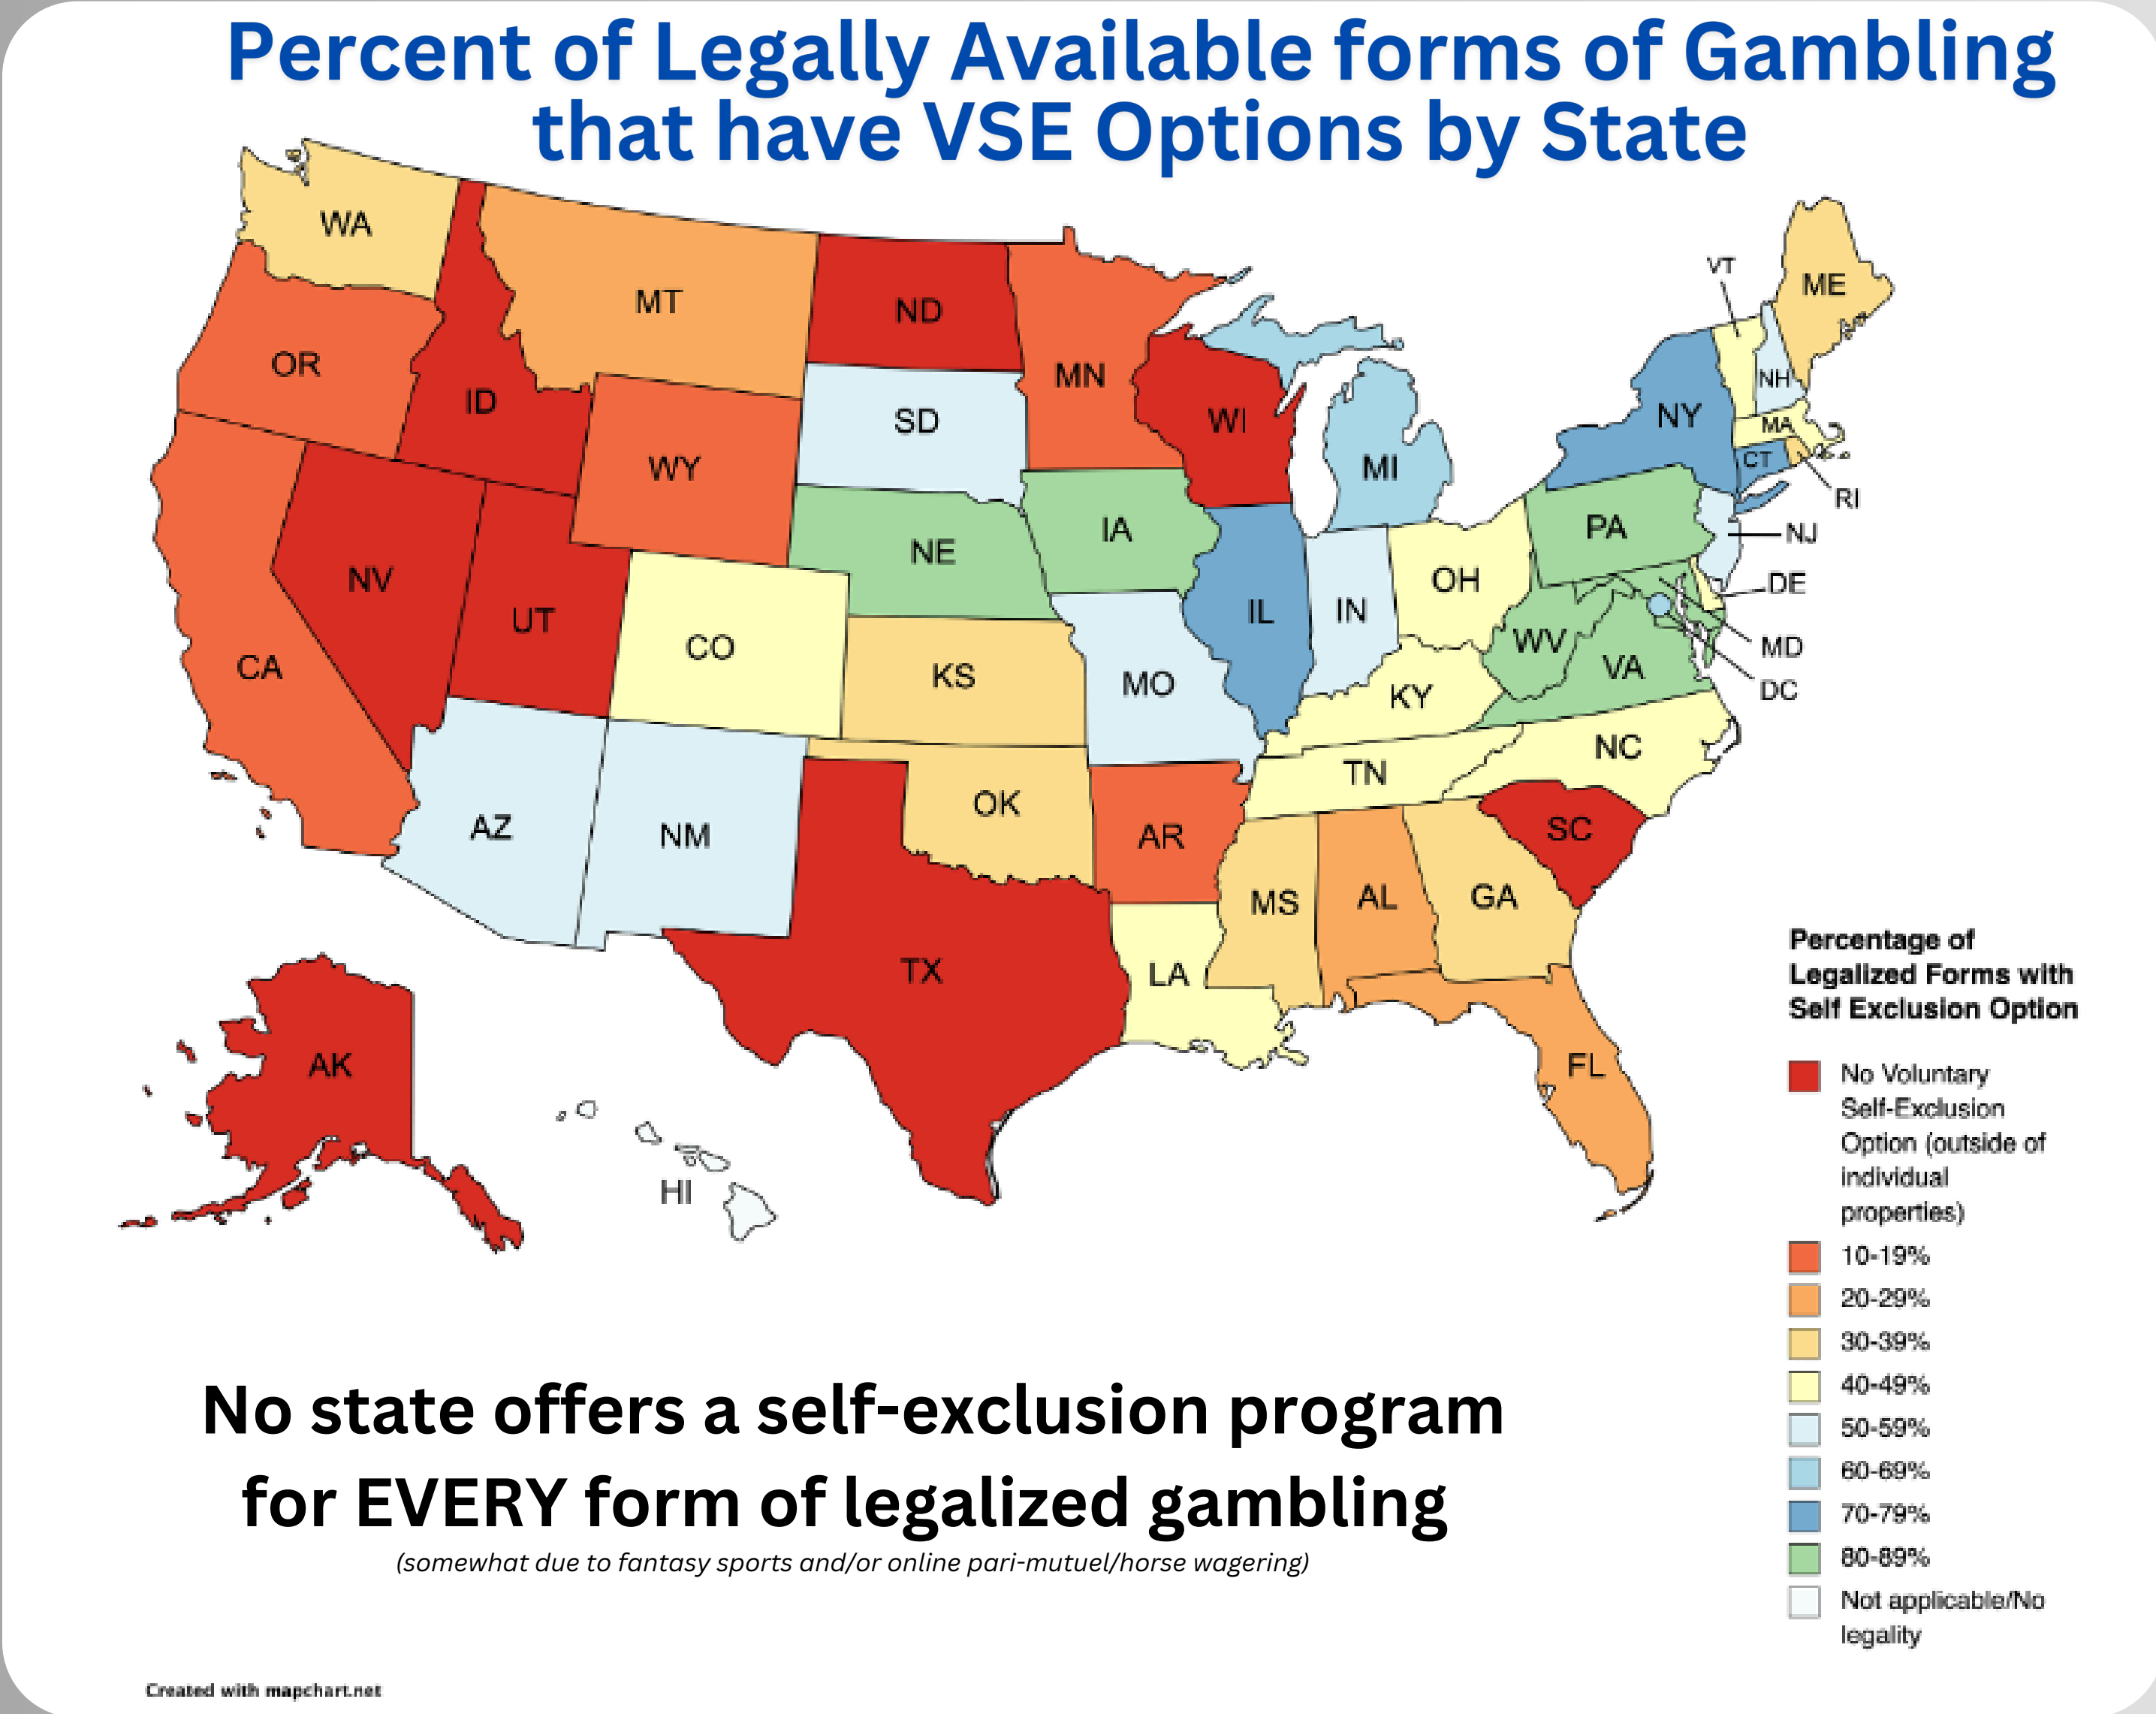 Percent of Legally Available forms of Gambling
that have VSE Options by State
WA
MT
ND
MN
OR
ID
WY
SD
WI
MI
VT
ME
NH
NY
MA
CT
RI
NV
UT
CO
NE
IA
IL
IN
OH
PA
NJ
DE
MD
DC
WV
VA
CA
KS
MO
KY
NC
TN
AZ
NM
OK
AR
SC
MS
AL
GA
TX
LA
FL
AK
HI
Percentage of
Legalized Forms with
Self Exclusion Option
No Voluntary
Self-Exclusion
Option (outside of
individual
properties)
10-19%
20-29%
30-39%
40-49%
50-59%
60-69%
70-79%
80-89%
Not applicable/No
legality
No state offers a self-exclusion program
for EVERY form of legalized gambling
(somewhat due to fantasy sports and/or online pari-mutuel/horse wagering)
Created with mapchart.net